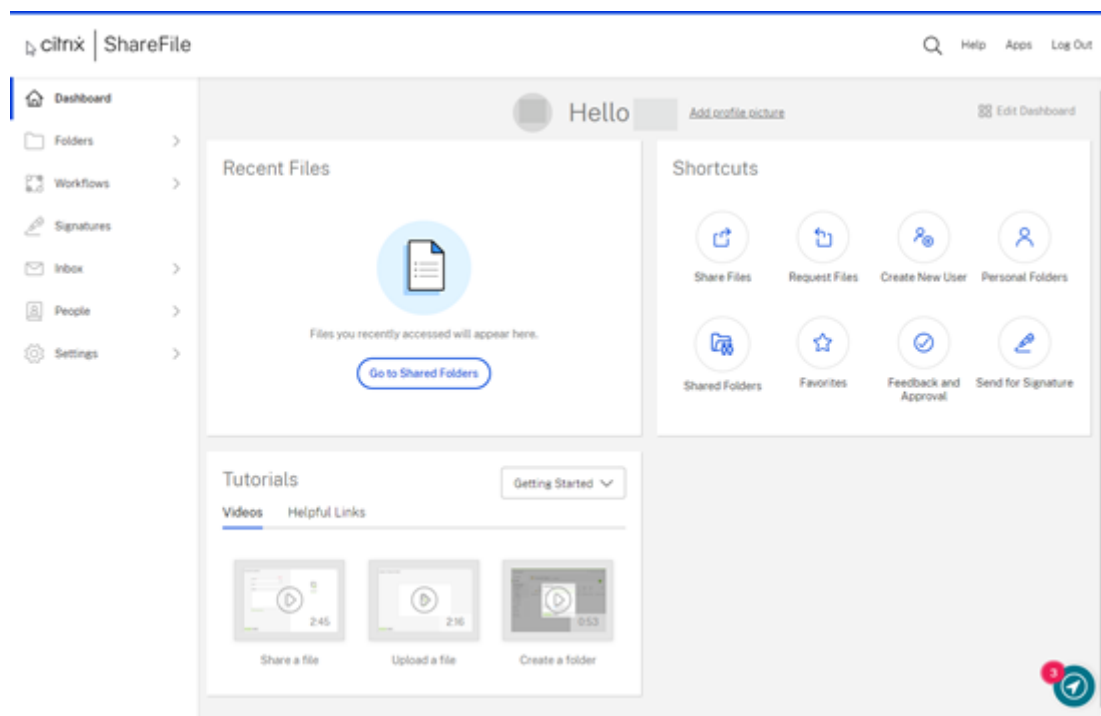 citrix | ShareFile
Help Apps Log Out
Dashboard
Folders
Workflows
Signatures
Inbox
People
Settings
Hello
Add profile picture
Edit Dashboard
Recent Files
Files you recently accessed will appear here.
Go to Shared Folders
Shortcuts
Share Files
Request Files
Create New User
Personal Folders
Shared Folders
Favorites
Feedback and
Approval
Send for Signature
Tutorials
Getting Started
Videos
Helpful Links
2:45
2:16
0:53
Share a file
Upload a file
Create a folder
3